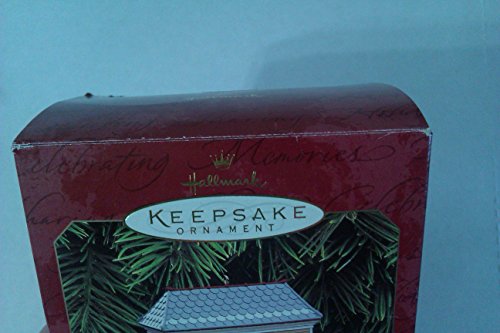 Celebrating Memories
Hallmark
KEEPSAKE
ORNAMENT